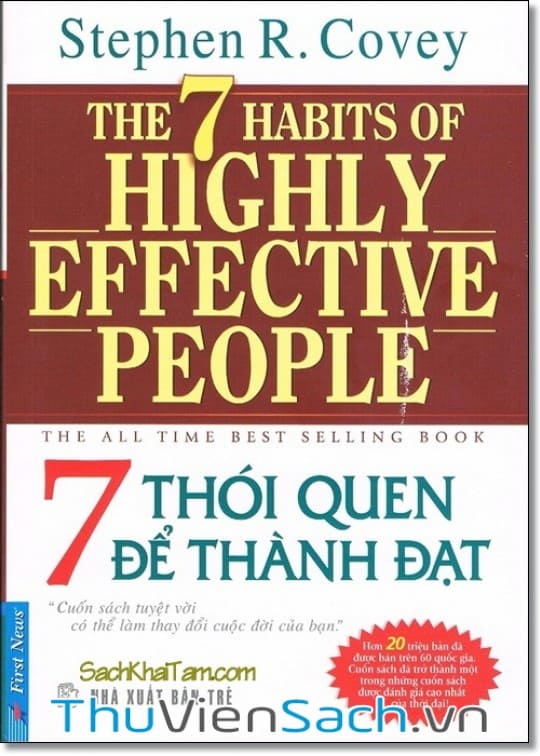 Stephen R. Covey
THE 7 HABITS OF
HIGHLY
EFFECTIVE
PEOPLE
THE ALL TIME BEST SELLING BOOK
7 THÓI QUEN
ĐỂ THÀNH ĐẠT
"Cuốn sách tuyệt vời
có thể làm thay đổi cuộc đời của bạn."
Hơn 20 triệu bản đã
được bán trên 60 quốc gia.
Cuốn sách đã trở thành một
trong những cuốn sách
được đánh giá cao nhất
của thời đại!
First News
SachKhaiTam.com
NHÀ XUẤT BẢN TRẺ
ThuVienSach.vn